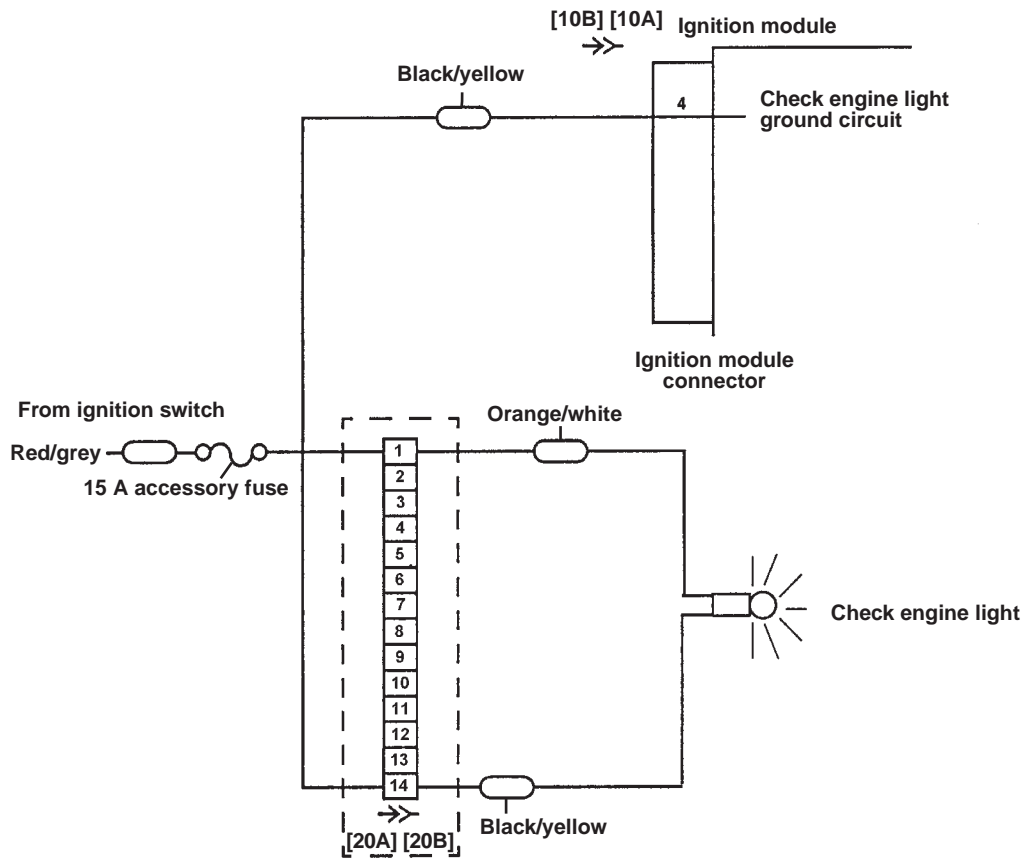 [10B] [10A]
Ignition module
Black/yellow
4
Check engine light
ground circuit
Ignition module
connector
From ignition switch
Red/grey
15 A accessory fuse
Orange/white
1
2
3
4
5
6
7
8
9
10
11
12
13
14
Check engine light
Black/yellow
[20A] [20B]